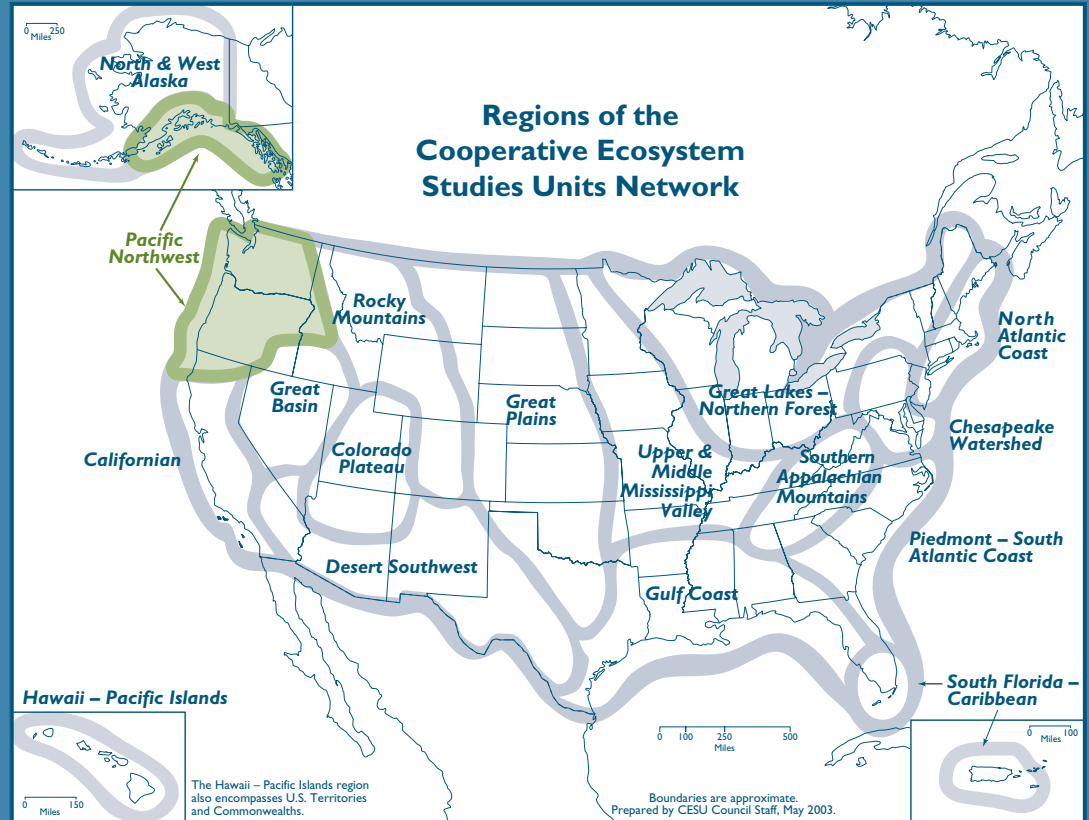 0 250
Miles
North & West
Alaska
Regions of the
Cooperative Ecosystem
Studies Units Network
Pacific
Northwest
Rocky
Mountains
North
Atlantic
Coast
Great
Basin
Great
Plains
Great Lakes –
Northern Forest
Chesapeake
Watershed
Californian
Colorado
Plateau
Upper &
Middle
Mississippi
Valley
Southern
Appalachian
Mountains
Piedmont – South
Atlantic Coast
Desert Southwest
Gulf Coast
South Florida –
Caribbean
Hawaii – Pacific Islands
0 150
Miles
The Hawaii – Pacific Islands region
also encompasses U.S. Territories
and Commonwealths.
0 100 250 500
Miles
Boundaries are approximate.
Prepared by CESU Council Staff, May 2003.
0 100
Miles